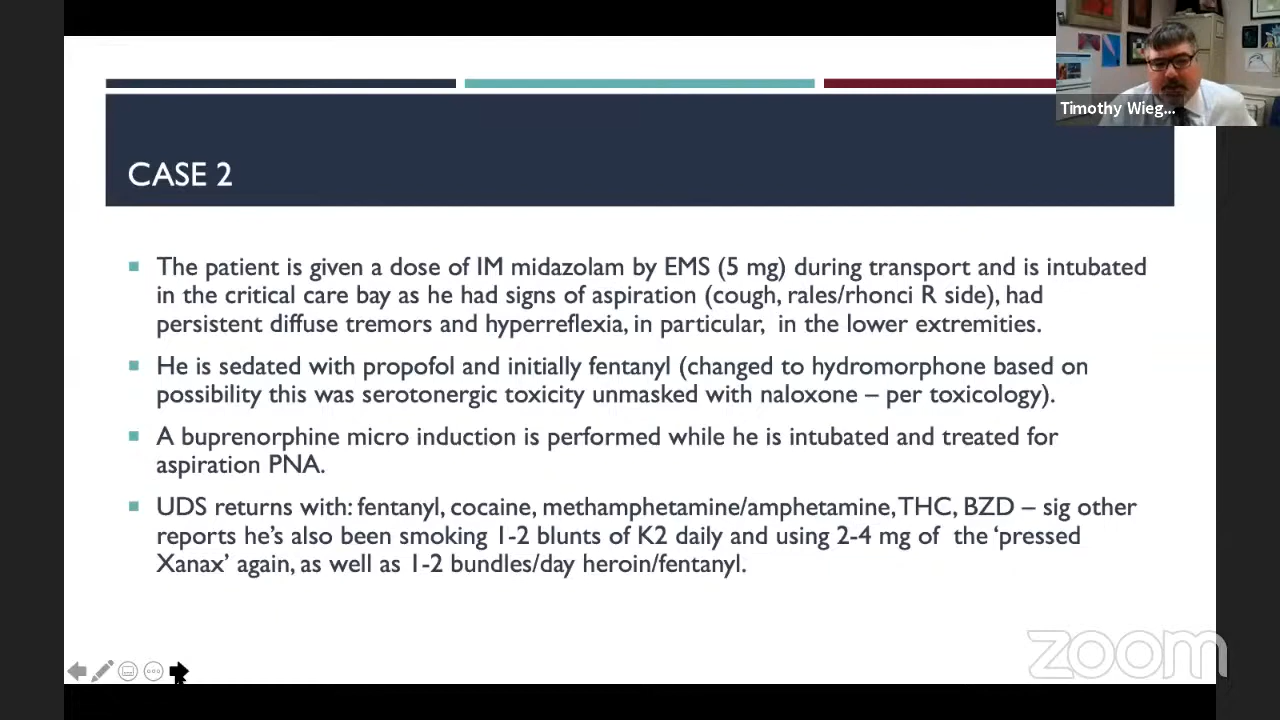 Timothy Wieg...
CASE 2
The patient is given a dose of IM midazolam by EMS (5 mg) during transport and is intubated
in the critical care bay as he had signs of aspiration (cough, rales/rhonci R side), had
persistent diffuse tremors and hyperreflexia, in particular, in the lower extremities.
He is sedated with propofol and initially fentanyl (changed to hydromorphone based on
possibility this was serotonergic toxicity unmasked with naloxone – per toxicology).
A buprenorphine micro induction is performed while he is intubated and treated for
aspiration PNA.
UDS returns with: fentanyl, cocaine, methamphetamine/amphetamine, THC, BZD – sig other
reports he's also been smoking 1-2 blunts of K2 daily and using 2-4 mg of the 'pressed
Xanax' again, as well as 1-2 bundles/day heroin/fentanyl.
zoom